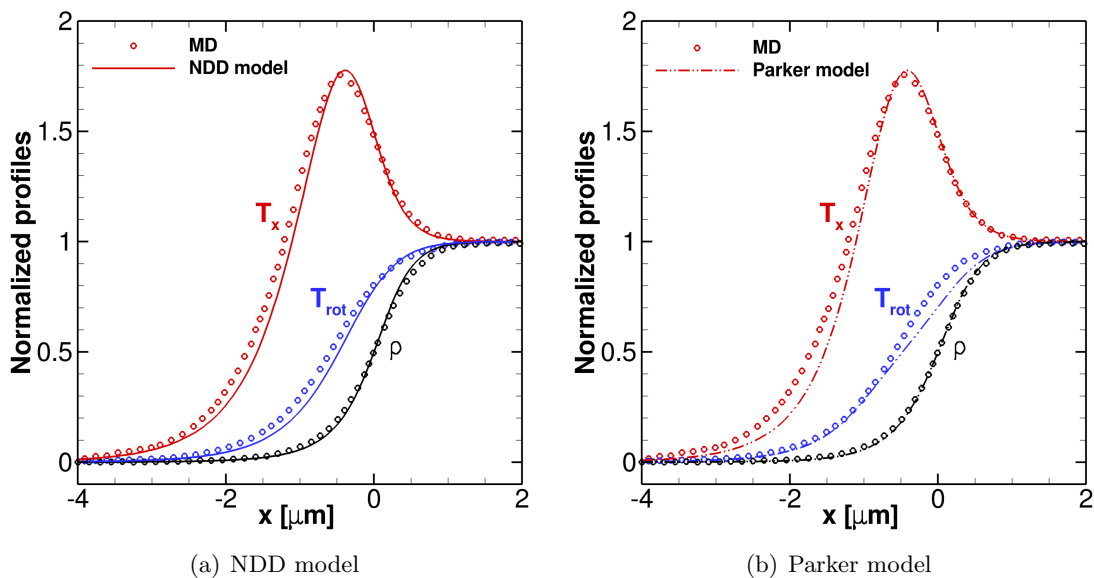 MD
NDD model
Normalized profiles
2
1.5
1
0.5
0
T_x
T_rot
ρ
-4 -2 0 2
x [μm]
(a) NDD model
MD
Parker model
Normalized profiles
2
1.5
1
0.5
0
T_x
T_rot
ρ
-4 -2 0 2
x [μm]
(b) Parker model